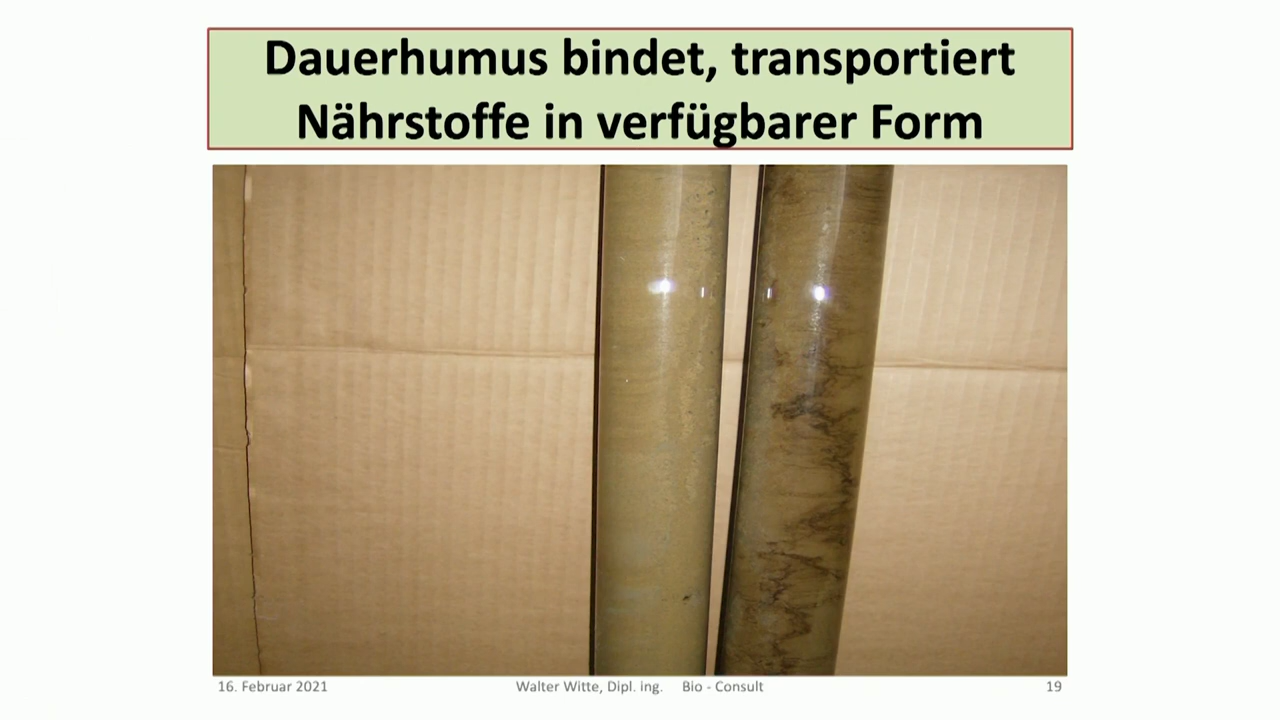 Dauerhumus bindet, transportiert
Nährstoffe in verfügbarer Form
16. Februar 2021
Walter Witte, Dipl. ing. Bio - Consult
19